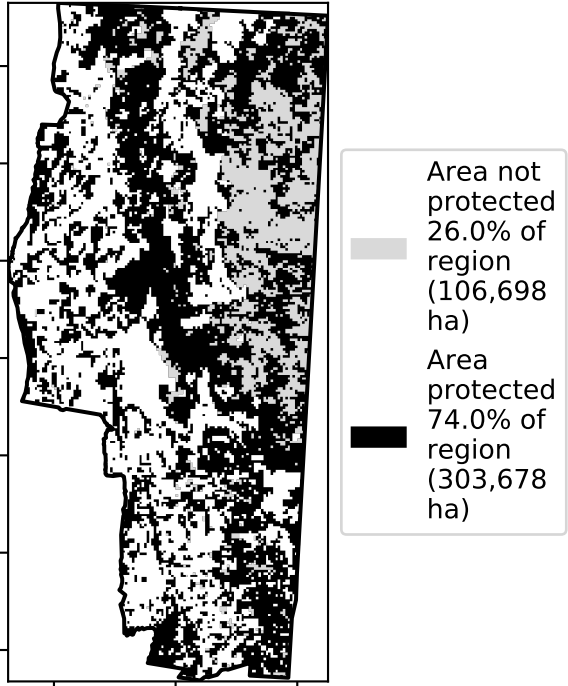 Area not
protected
26.0% of
region
(106,698
ha)
Area
protected
74.0% of
region
(303,678
ha)